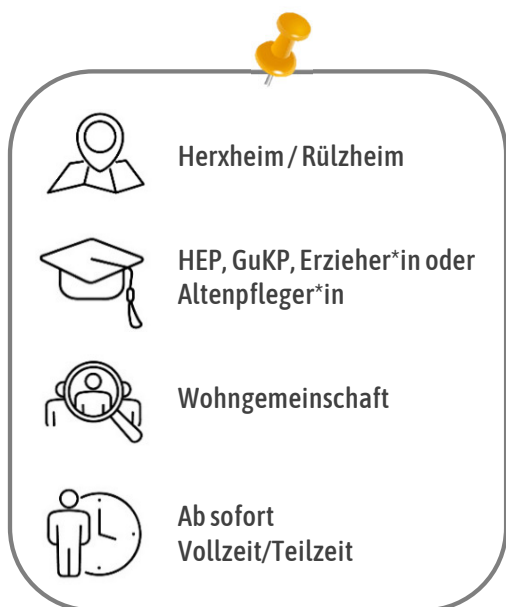 Herxheim / Rülzheim
HEP, GuKP, Erzieher*in oder
Altenpfleger*in
Wohngemeinschaft
Ab sofort
Vollzeit/Teilzeit